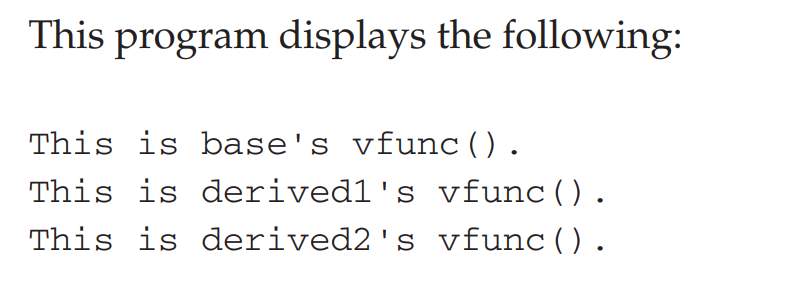 This program displays the following:
This is base's vfunc().
This is derived1's vfunc().
This is derived2's vfunc().